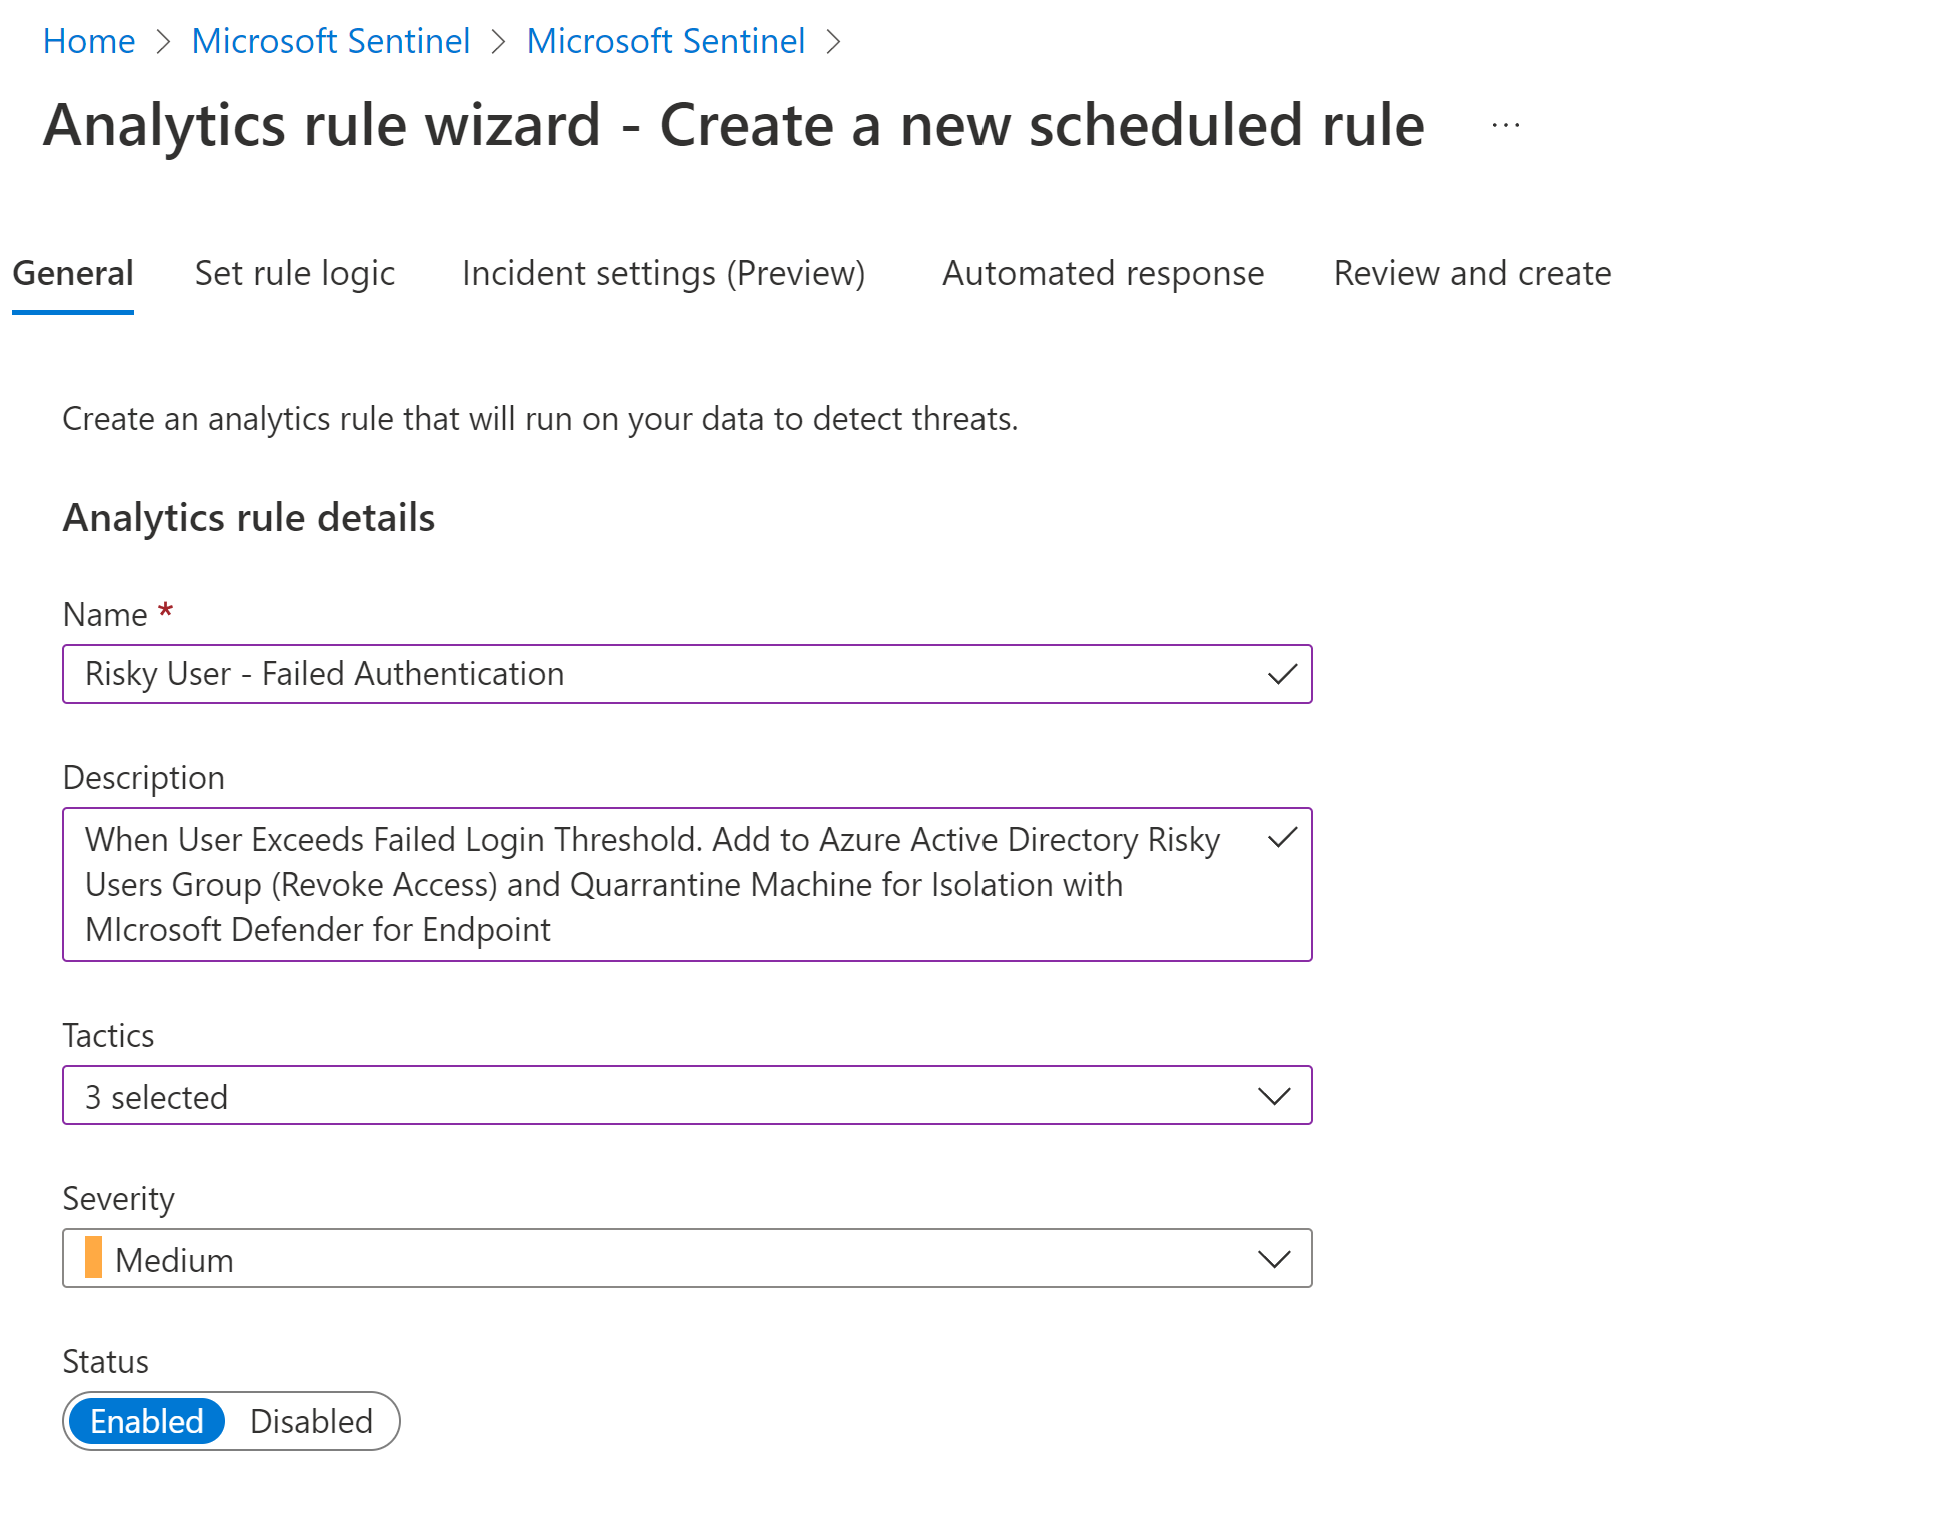 Home > Microsoft Sentinel > Microsoft Sentinel >
Analytics rule wizard - Create a new scheduled rule ...
General Set rule logic Incident settings (Preview) Automated response Review and create
Create an analytics rule that will run on your data to detect threats.
Analytics rule details
Name *
Risky User - Failed Authentication
Description
When User Exceeds Failed Login Threshold. Add to Azure Active Directory Risky
Users Group (Revoke Access) and Quarrantine Machine for Isolation with
MIcrosoft Defender for Endpoint
Tactics
3 selected
Severity
Medium
Status
Enabled Disabled